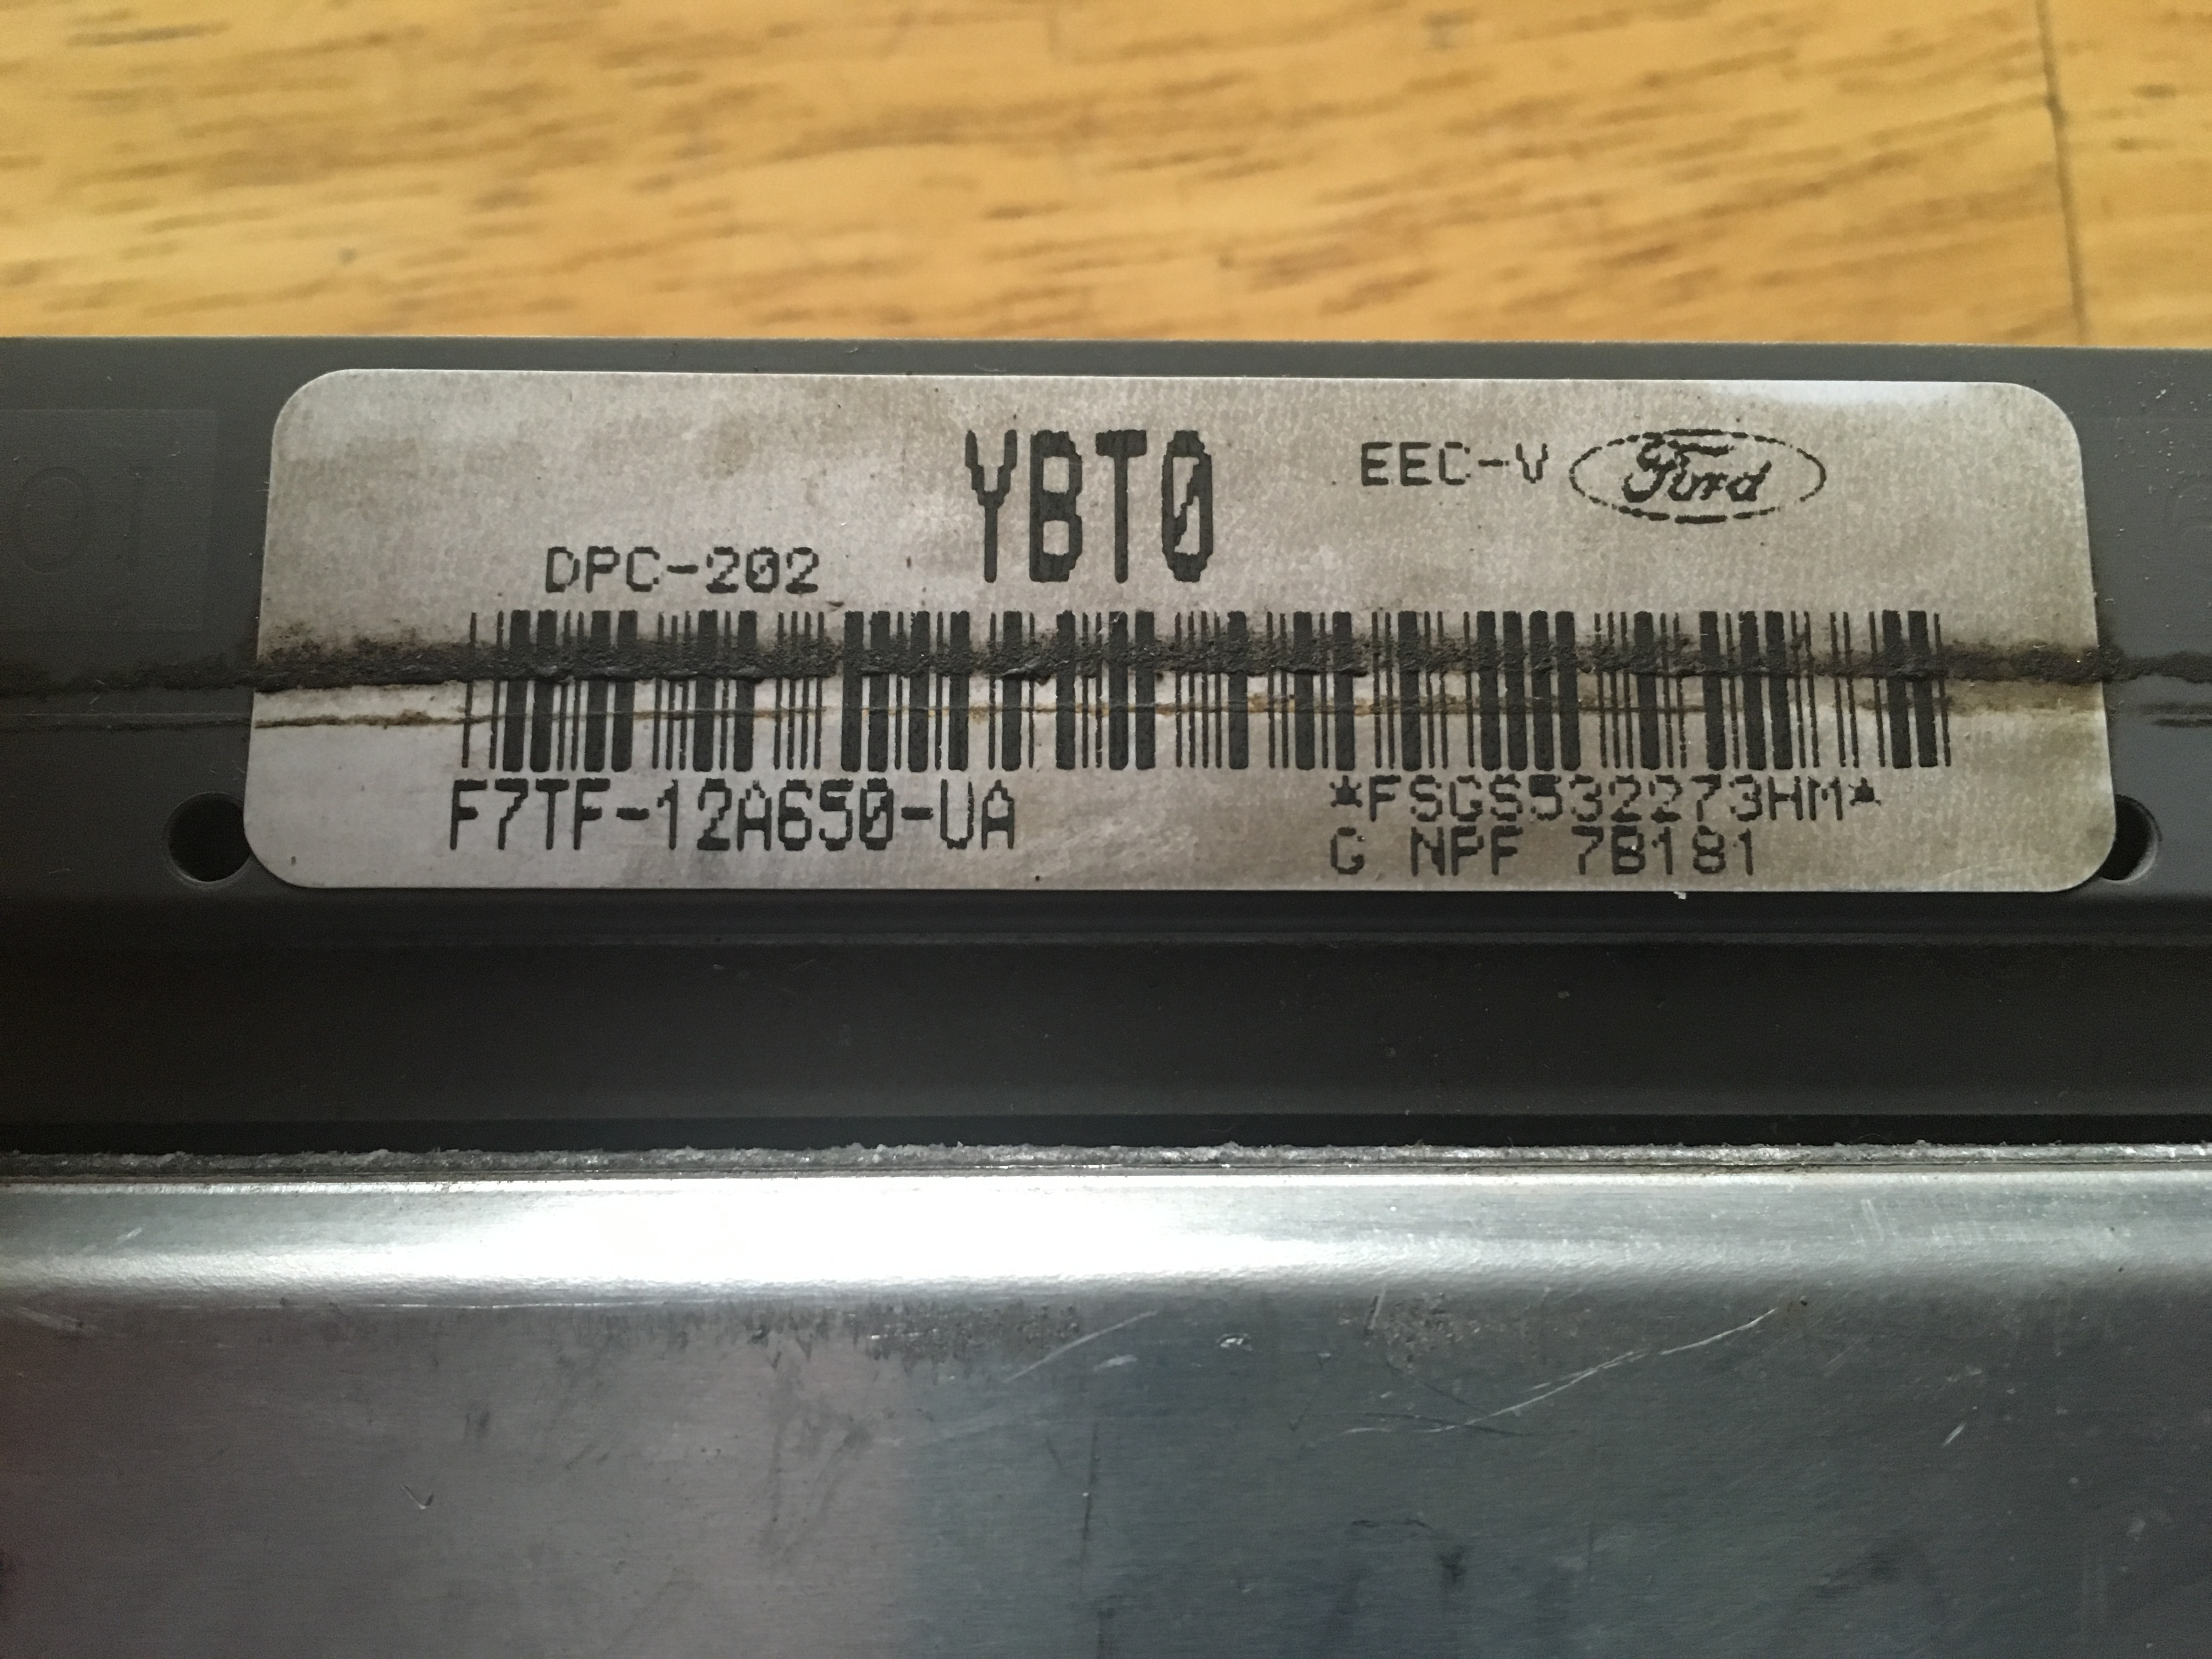 YBT0
EEC-V Ford
DPC-202
F7TF-12A650-UA
*FSGS532273HM*
G NPF 7B181